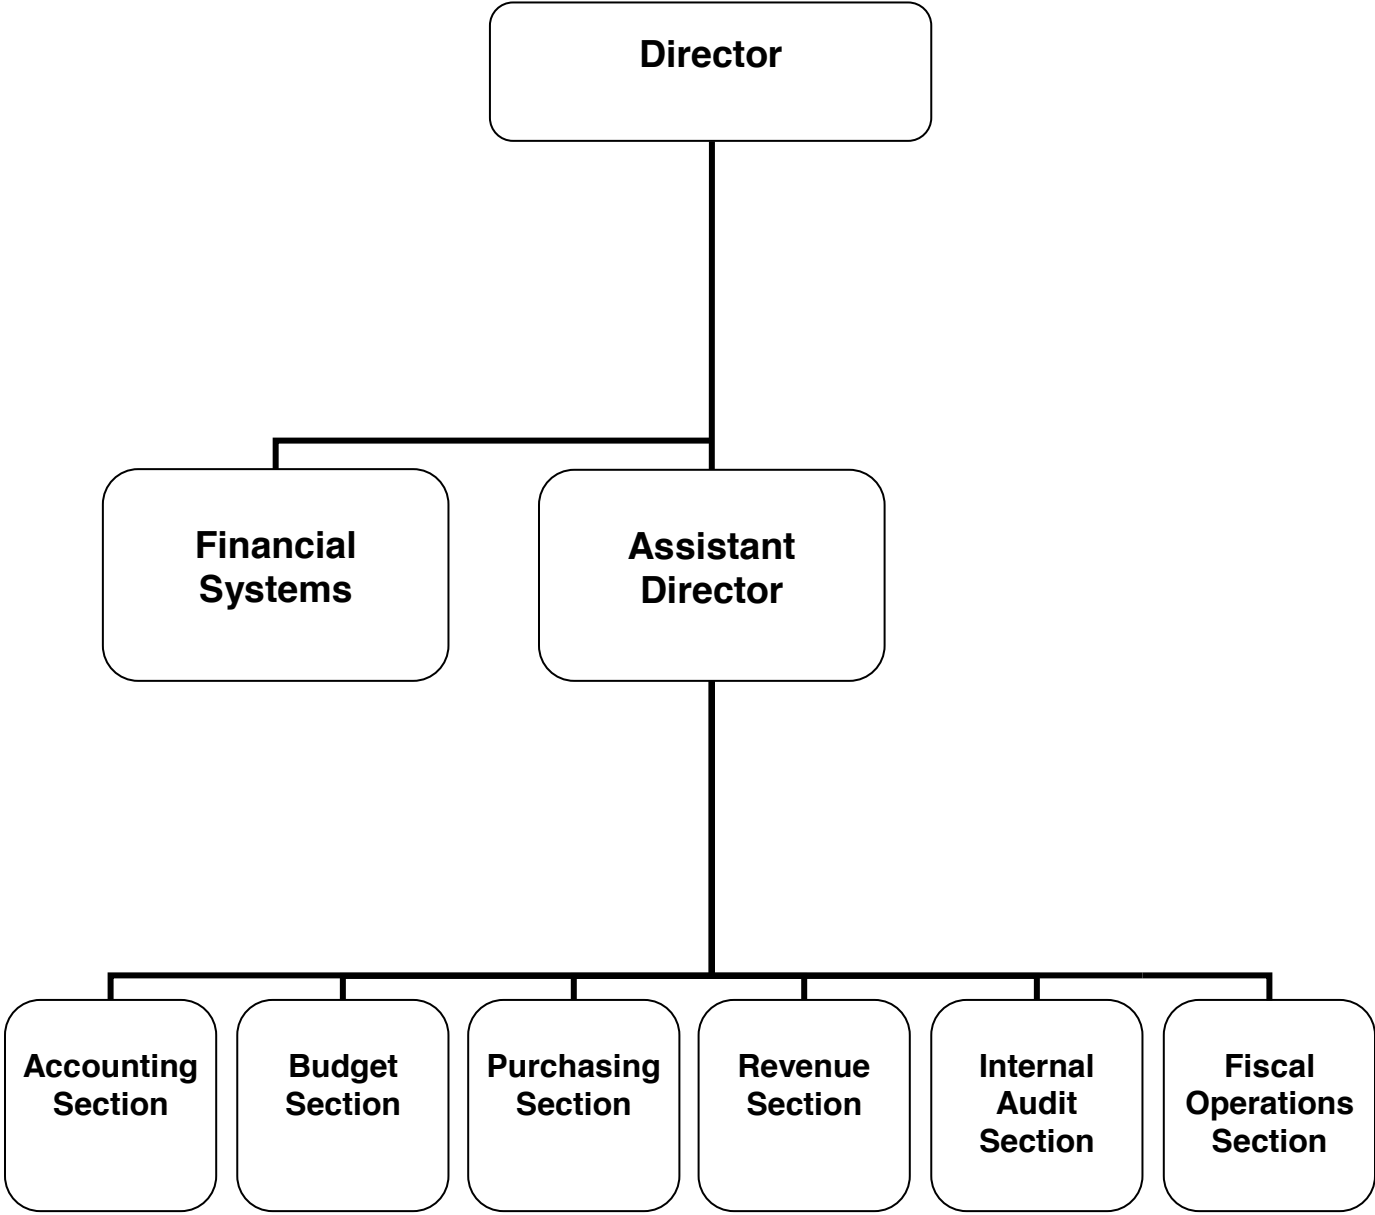 Director
Financial
Systems
Assistant
Director
Accounting
Section
Budget
Section
Purchasing
Section
Revenue
Section
Internal
Audit
Section
Fiscal
Operations
Section